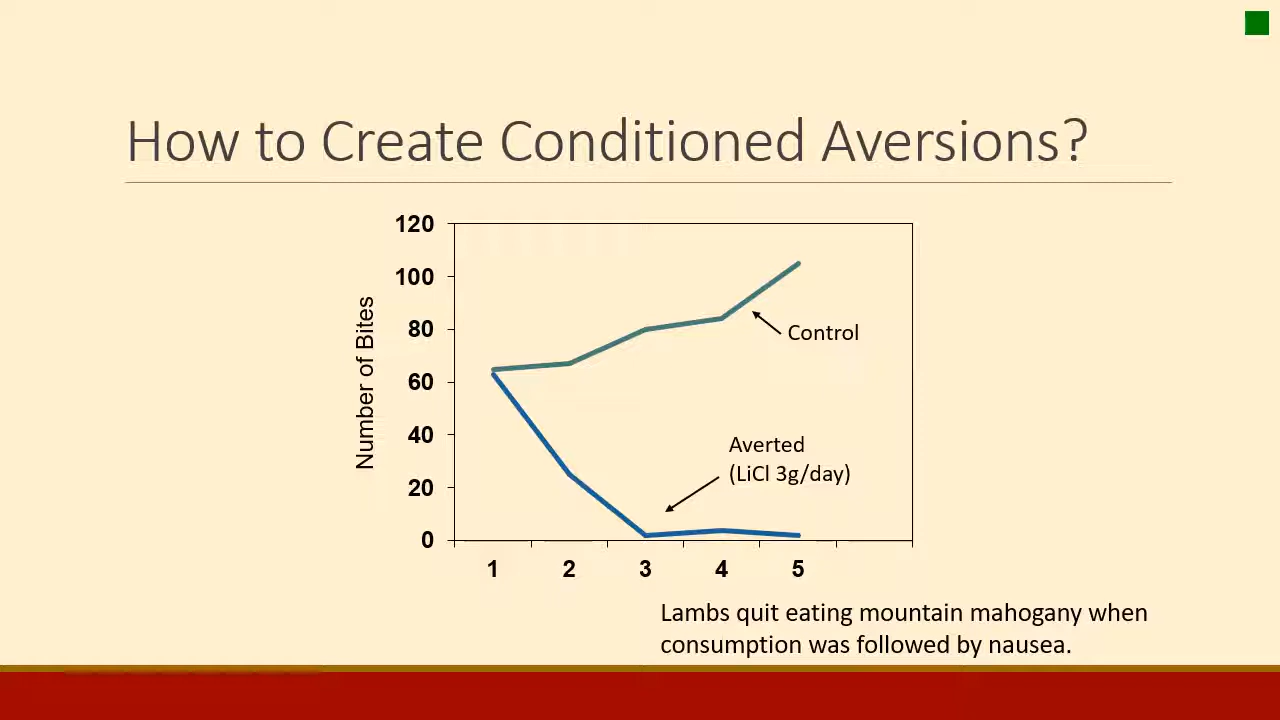 How to Create Conditioned Aversions?
120
100
80
60
40
20
0
Number of Bites
Control
Averted
(LiCl 3g/day)
1 2 3 4 5
Lambs quit eating mountain mahogany when
consumption was followed by nausea.